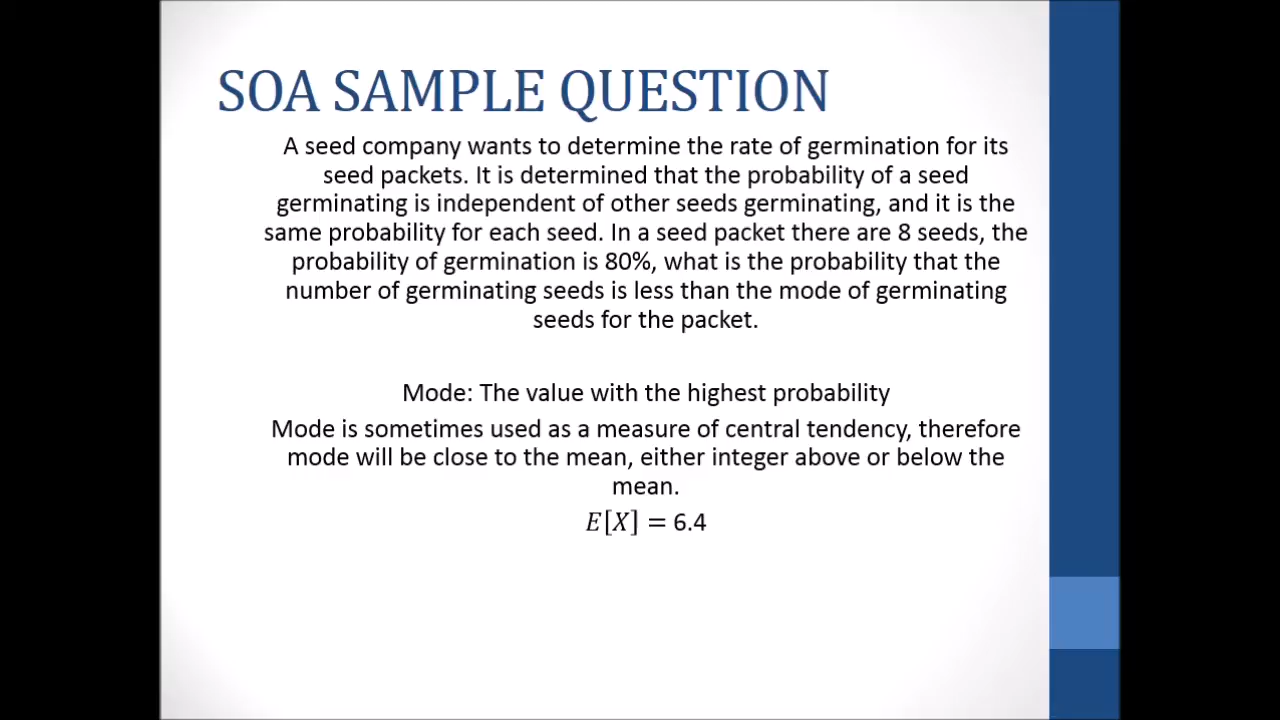 SOA SAMPLE QUESTION
A seed company wants to determine the rate of germination for its
seed packets. It is determined that the probability of a seed
germinating is independent of other seeds germinating, and it is the
same probability for each seed. In a seed packet there are 8 seeds, the
probability of germination is 80%, what is the probability that the
number of germinating seeds is less than the mode of germinating
seeds for the packet.
Mode: The value with the highest probability
Mode is sometimes used as a measure of central tendency, therefore
mode will be close to the mean, either integer above or below the
mean.
E[X] = 6.4